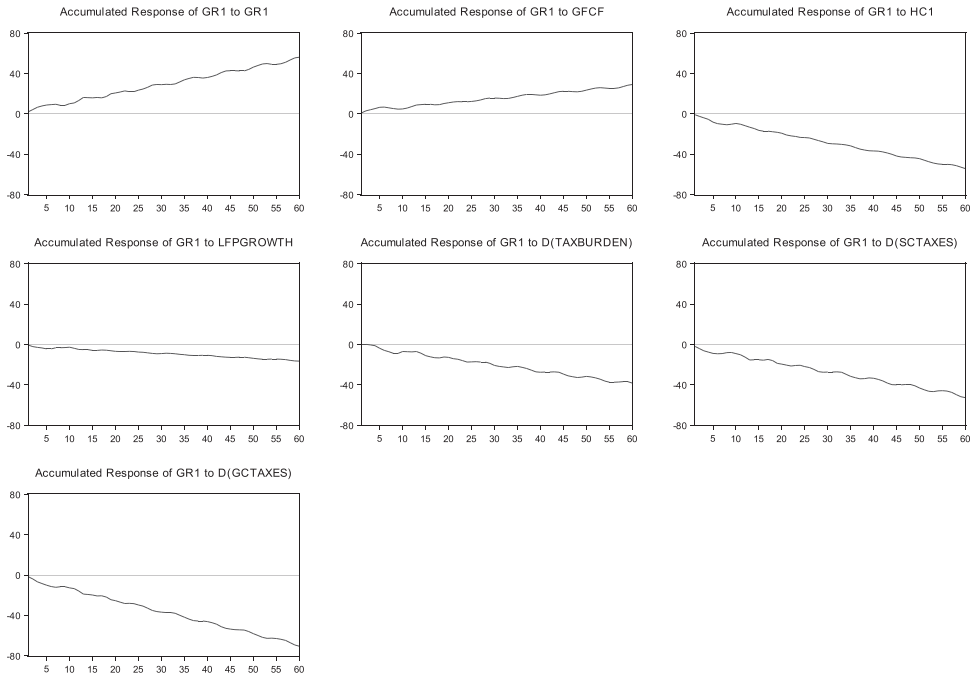 Accumulated Response of GR1 to GR1
80
40
0
-40
-80
5 10 15 20 25 30 35 40 45 50 55 60
Accumulated Response of GR1 to GFCF
80
40
0
-40
-80
5 10 15 20 25 30 35 40 45 50 55 60
Accumulated Response of GR1 to HC1
80
40
0
-40
-80
5 10 15 20 25 30 35 40 45 50 55 60
Accumulated Response of GR1 to LFPGROWTH
80
40
0
-40
-80
5 10 15 20 25 30 35 40 45 50 55 60
Accumulated Response of GR1 to D(TAXBURDEN)
80
40
0
-40
-80
5 10 15 20 25 30 35 40 45 50 55 60
Accumulated Response of GR1 to D(SCTAXES)
80
40
0
-40
-80
5 10 15 20 25 30 35 40 45 50 55 60
Accumulated Response of GR1 to D(GCTAXES)
80
40
0
-40
-80
5 10 15 20 25 30 35 40 45 50 55 60